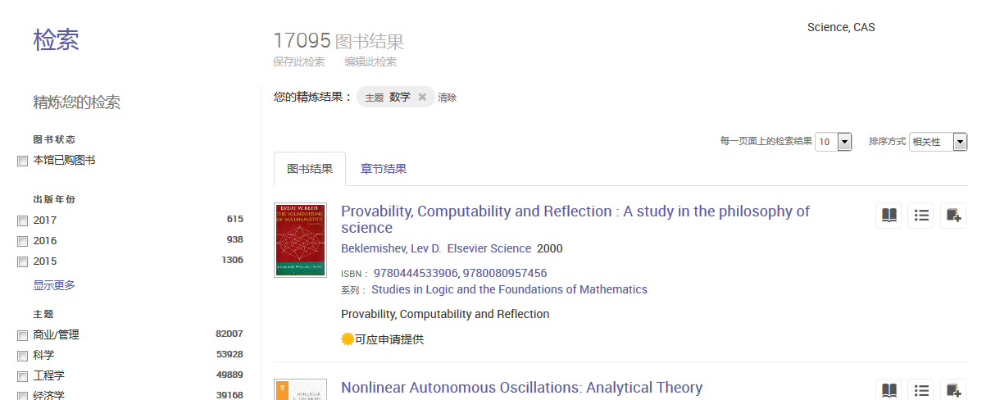 Science, CAS
检索
17095 图书结果
保存此检索 编辑此检索
精炼您的检索
图书状态
本馆已购图书
出版年份
2017 615
2016 938
2015 1306
显示更多
主题
商业/管理 82007
科学 53928
工程学 49889
经济学 39168
您的精炼结果： 主题 数学 ✖ 清除
每一页面上的检索结果 10 排序方式 相关性
图书结果 章节结果
EVERT W. BETH
THE FOUNDATIONS
OF MATHEMATICS
Provability, Computability and Reflection : A study in the philosophy of
science
Beklemishev, Lev D. Elsevier Science 2000
ISBN： 9780444533906, 9780080957456
系列： Studies in Logic and the Foundations of Mathematics
Provability, Computability and Reflection
可应申请提供
NONLINEAR
AUTONOMOUS
Nonlinear Autonomous Oscillations: Analytical Theory